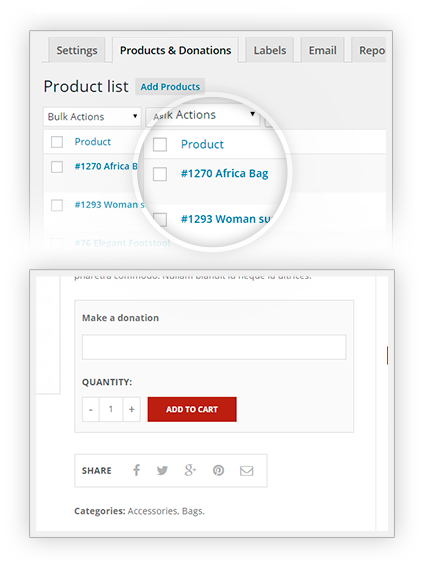 Settings
Products & Donations
Labels
Email
Repo
Product list
Add Products
Bulk Actions
Actions
Product
Product
#1270 Africa B
#1270 Africa Bag
#1293 Woman s
#1293 Woman su
#76 Elegant Footstool
pharetra commodo. Nullam blandit id neque id ultrices.
Make a donation
QUANTITY:
- 1 +
ADD TO CART
SHARE
Categories: Accessories, Bags.